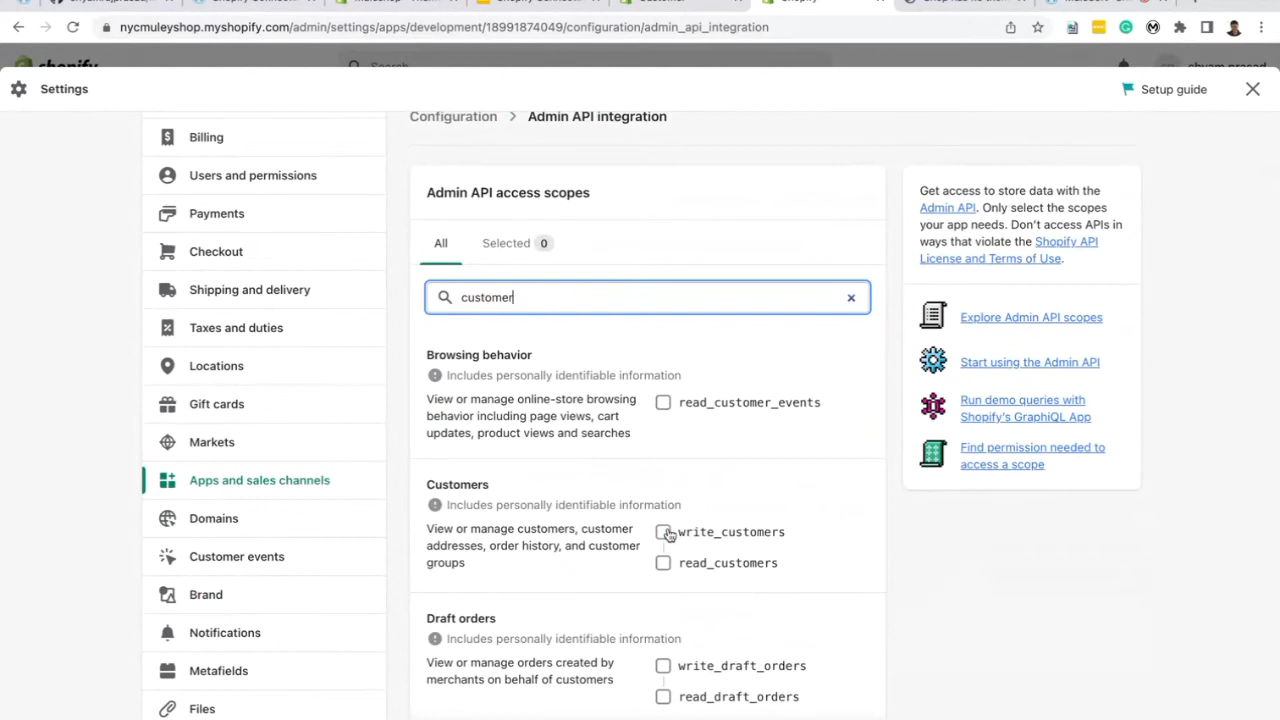 nycmuleyshop.myshopify.com/admin/settings/apps/development/18991874049/configuration/admin_api_integration
Search
Settings
Setup guide
Billing
Users and permissions
Payments
Checkout
Shipping and delivery
Taxes and duties
Locations
Gift cards
Markets
Apps and sales channels
Domains
Customer events
Brand
Notifications
Metafields
Files
Configuration > Admin API integration
Admin API access scopes
All Selected 0
customer
Browsing behavior
Includes personally identifiable information
View or manage online-store browsing
behavior including page views, cart
updates, product views and searches
read_customer_events
Customers
Includes personally identifiable information
View or manage customers, customer
addresses, order history, and customer
groups
write_customers
read_customers
Draft orders
Includes personally identifiable information
View or manage orders created by
merchants on behalf of customers
write_draft_orders
read_draft_orders
Get access to store data with the
Admin API. Only select the scopes
your app needs. Don't access APIs in
ways that violate the Shopify API
License and Terms of Use.
Explore Admin API scopes
Start using the Admin API
Run demo queries with
Shopify's GraphiQL App
Find permission needed to
access a scope